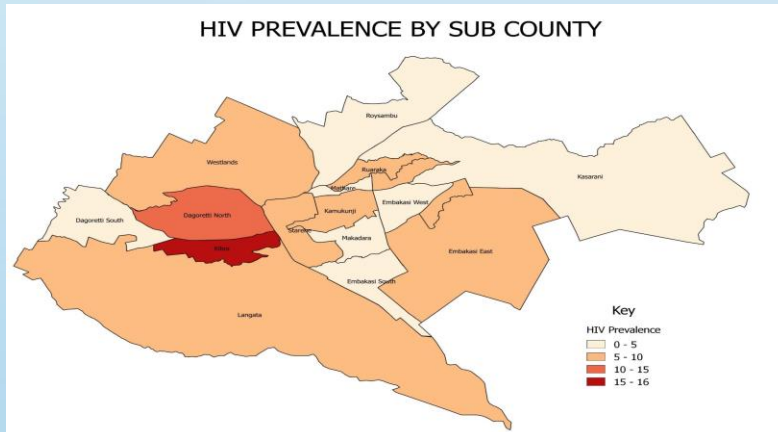 HIV PREVALENCE BY SUB COUNTY
Roysambu
Westlands
Ruaraka
Kasarani
Mathare
Dagoretti South
Dagoretti North
Kamukunji
Embakasi West
Starehe
Makadara
Kibra
Embakasi East
Embakasi South
Langata
Key
HIV Prevalence
0 - 5
5 - 10
10 - 15
15 - 16